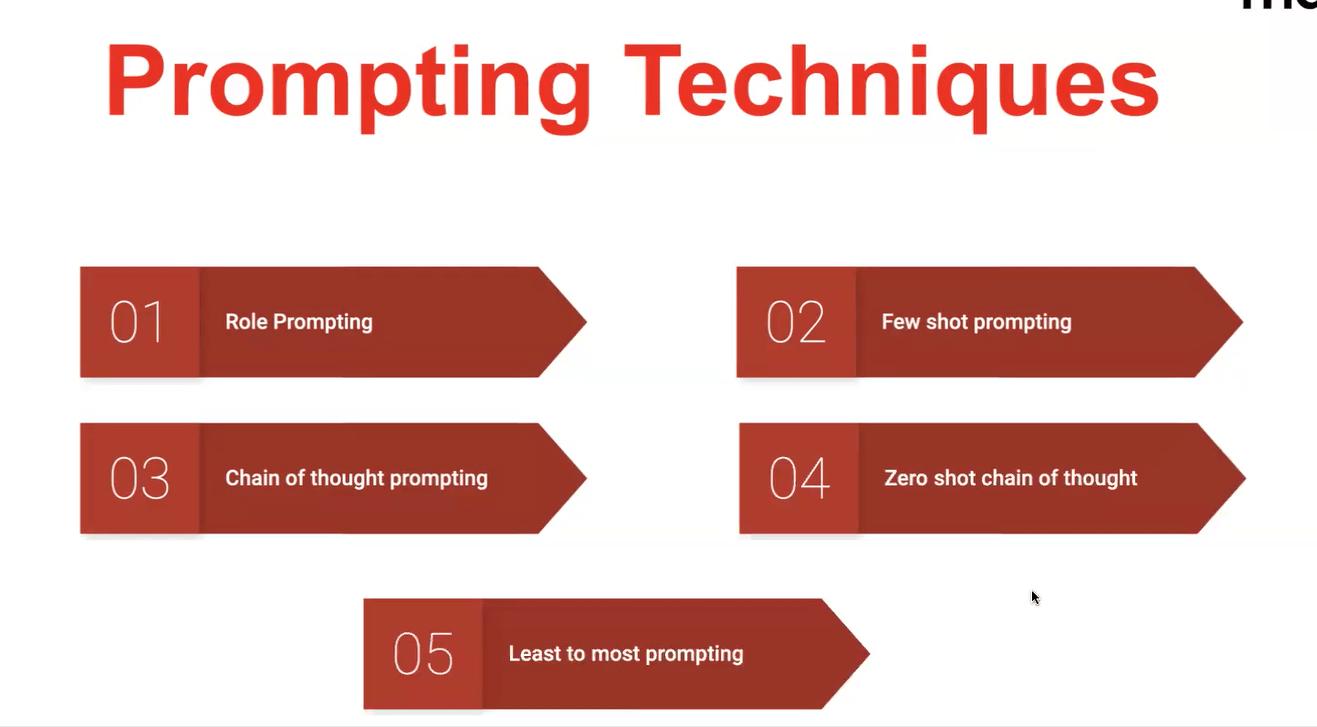 Prompting Techniques
01
Role Prompting
02
Few shot prompting
03
Chain of thought prompting
04
Zero shot chain of thought
05
Least to most prompting